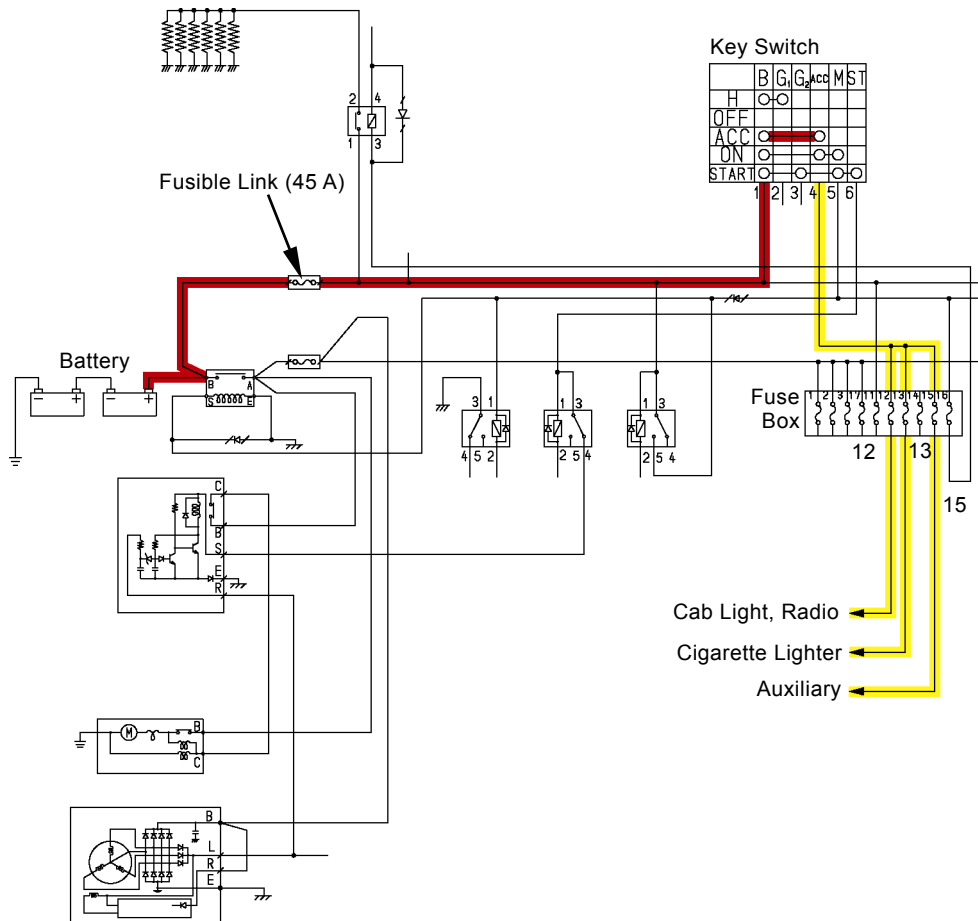 Key Switch
B G1 G2 ACC M ST
H
OFF
ACC
ON
START
1 2 3 4 5 6
2 4
1 3
Fusible Link (45 A)
Battery
- + - +
B A
S E
3 1
4 5 2
1 3
2 5 4
1 3
2 5 4
Fuse
Box
1 2 3 17 11 12 13 14 15 16
12 13
15
C
B
S
E
R
Cab Light, Radio
Cigarette Lighter
Auxiliary
M
B
C
B
L
R
E